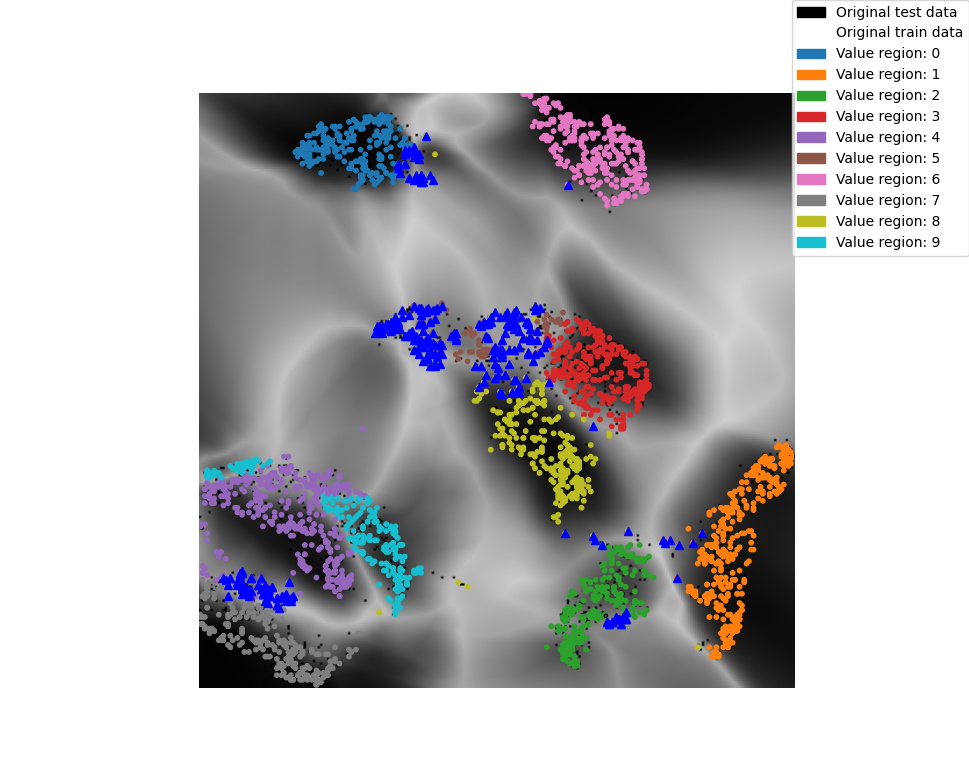 Original test data
Original train data
Value region: 0
Value region: 1
Value region: 2
Value region: 3
Value region: 4
Value region: 5
Value region: 6
Value region: 7
Value region: 8
Value region: 9